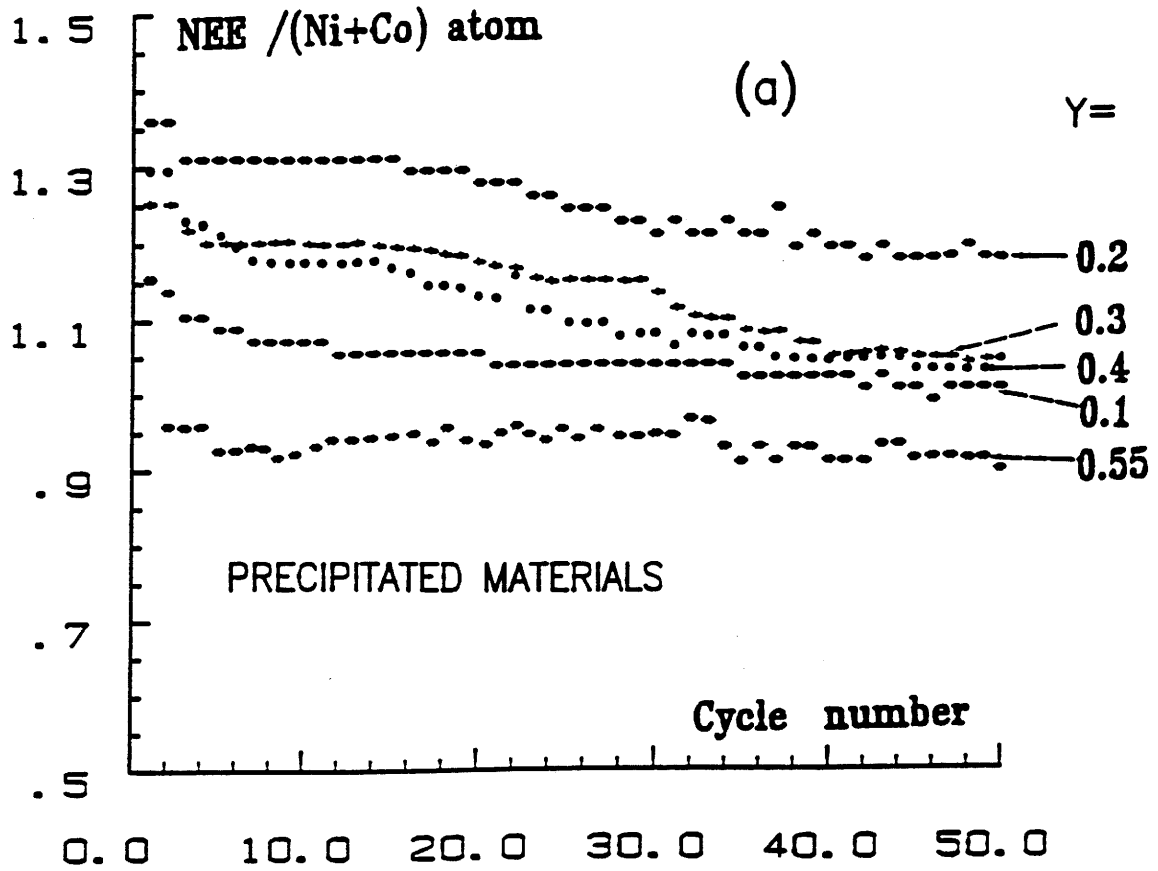 1.5 NEE /(Ni+Co) atom
(a)
Y=
1.3
0.2
1.1 0.3
0.4
0.1
.9 0.55
PRECIPITATED MATERIALS
.7
Cycle number
.5
0.0 10.0 20.0 30.0 40.0 50.0